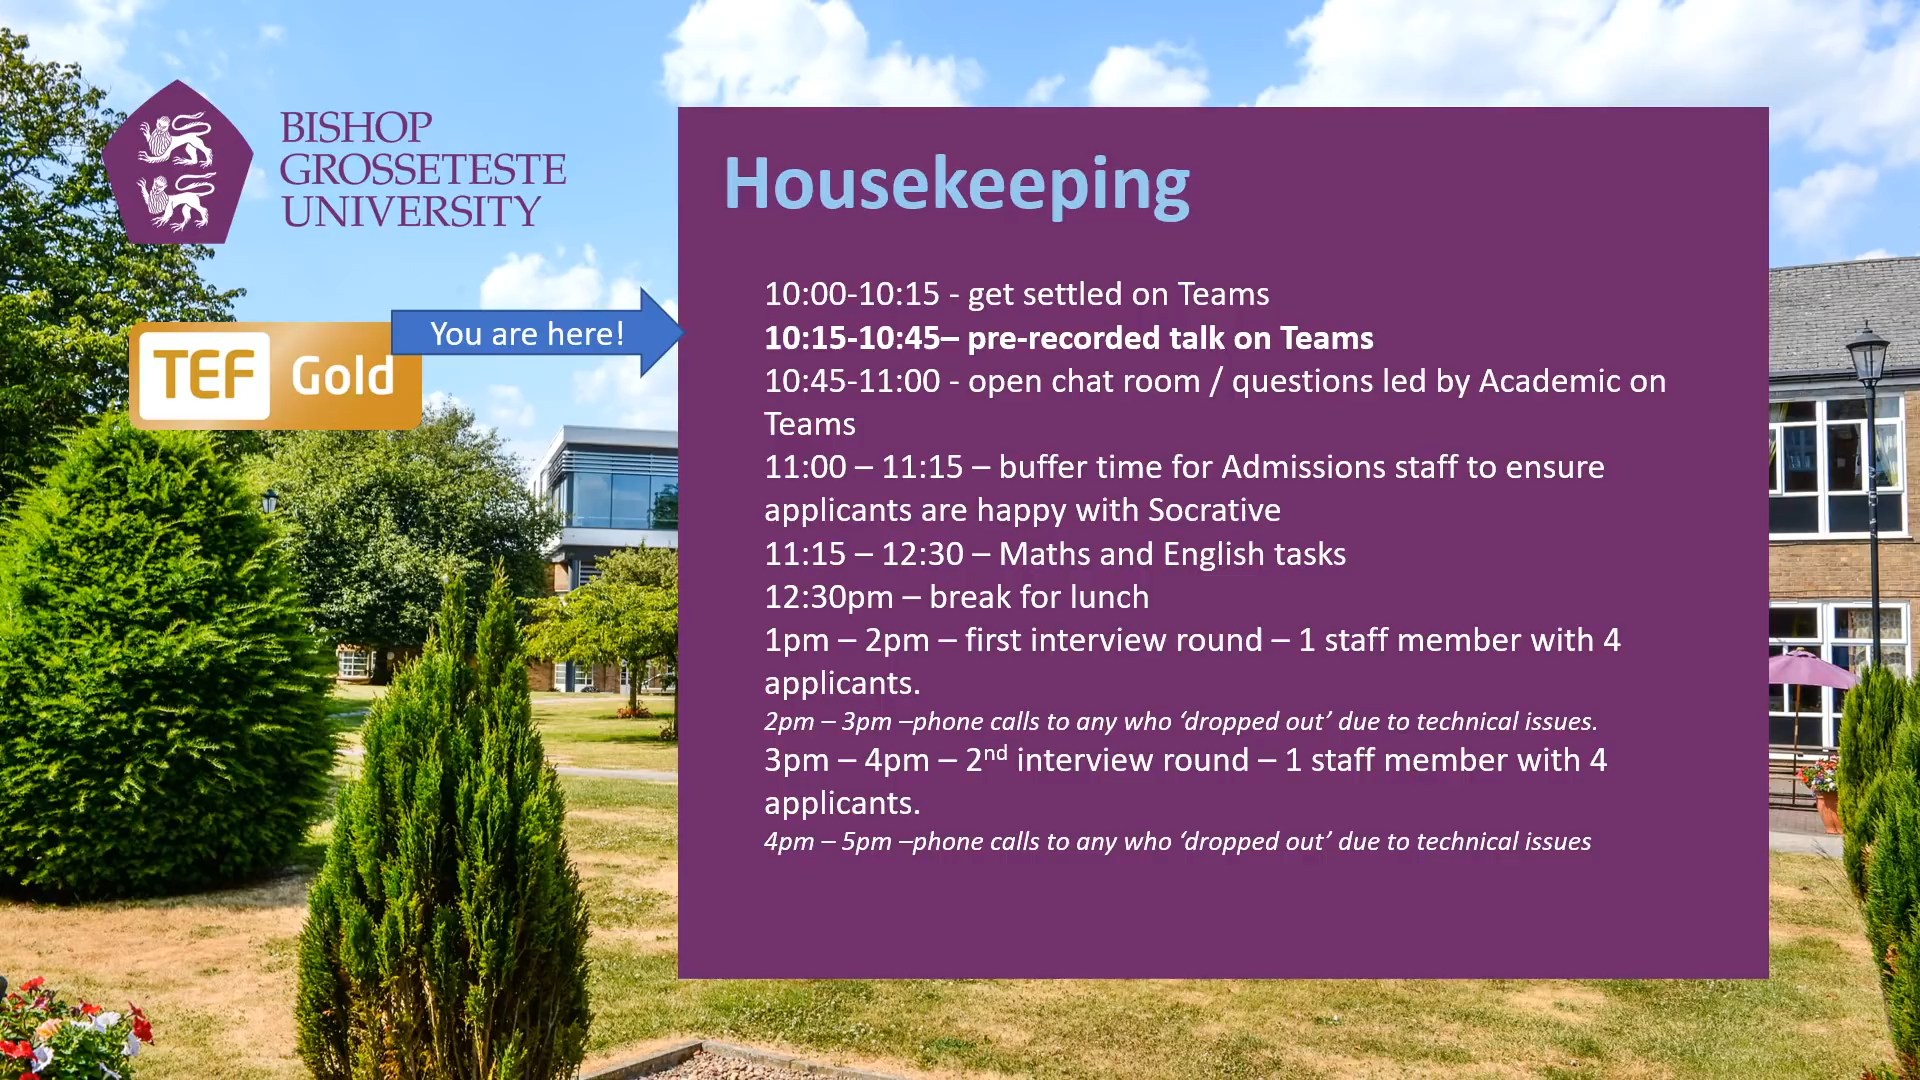 BISHOP
GROSSETESTE
UNIVERSITY
TEF Gold
You are here!
Housekeeping
10:00-10:15 - get settled on Teams
10:15-10:45– pre-recorded talk on Teams
10:45-11:00 - open chat room / questions led by Academic on
Teams
11:00 – 11:15 – buffer time for Admissions staff to ensure
applicants are happy with Socrative
11:15 – 12:30 – Maths and English tasks
12:30pm – break for lunch
1pm – 2pm – first interview round – 1 staff member with 4
applicants.
2pm – 3pm –phone calls to any who ‘dropped out’ due to technical issues.
3pm – 4pm – 2nd interview round – 1 staff member with 4
applicants.
4pm – 5pm –phone calls to any who ‘dropped out’ due to technical issues